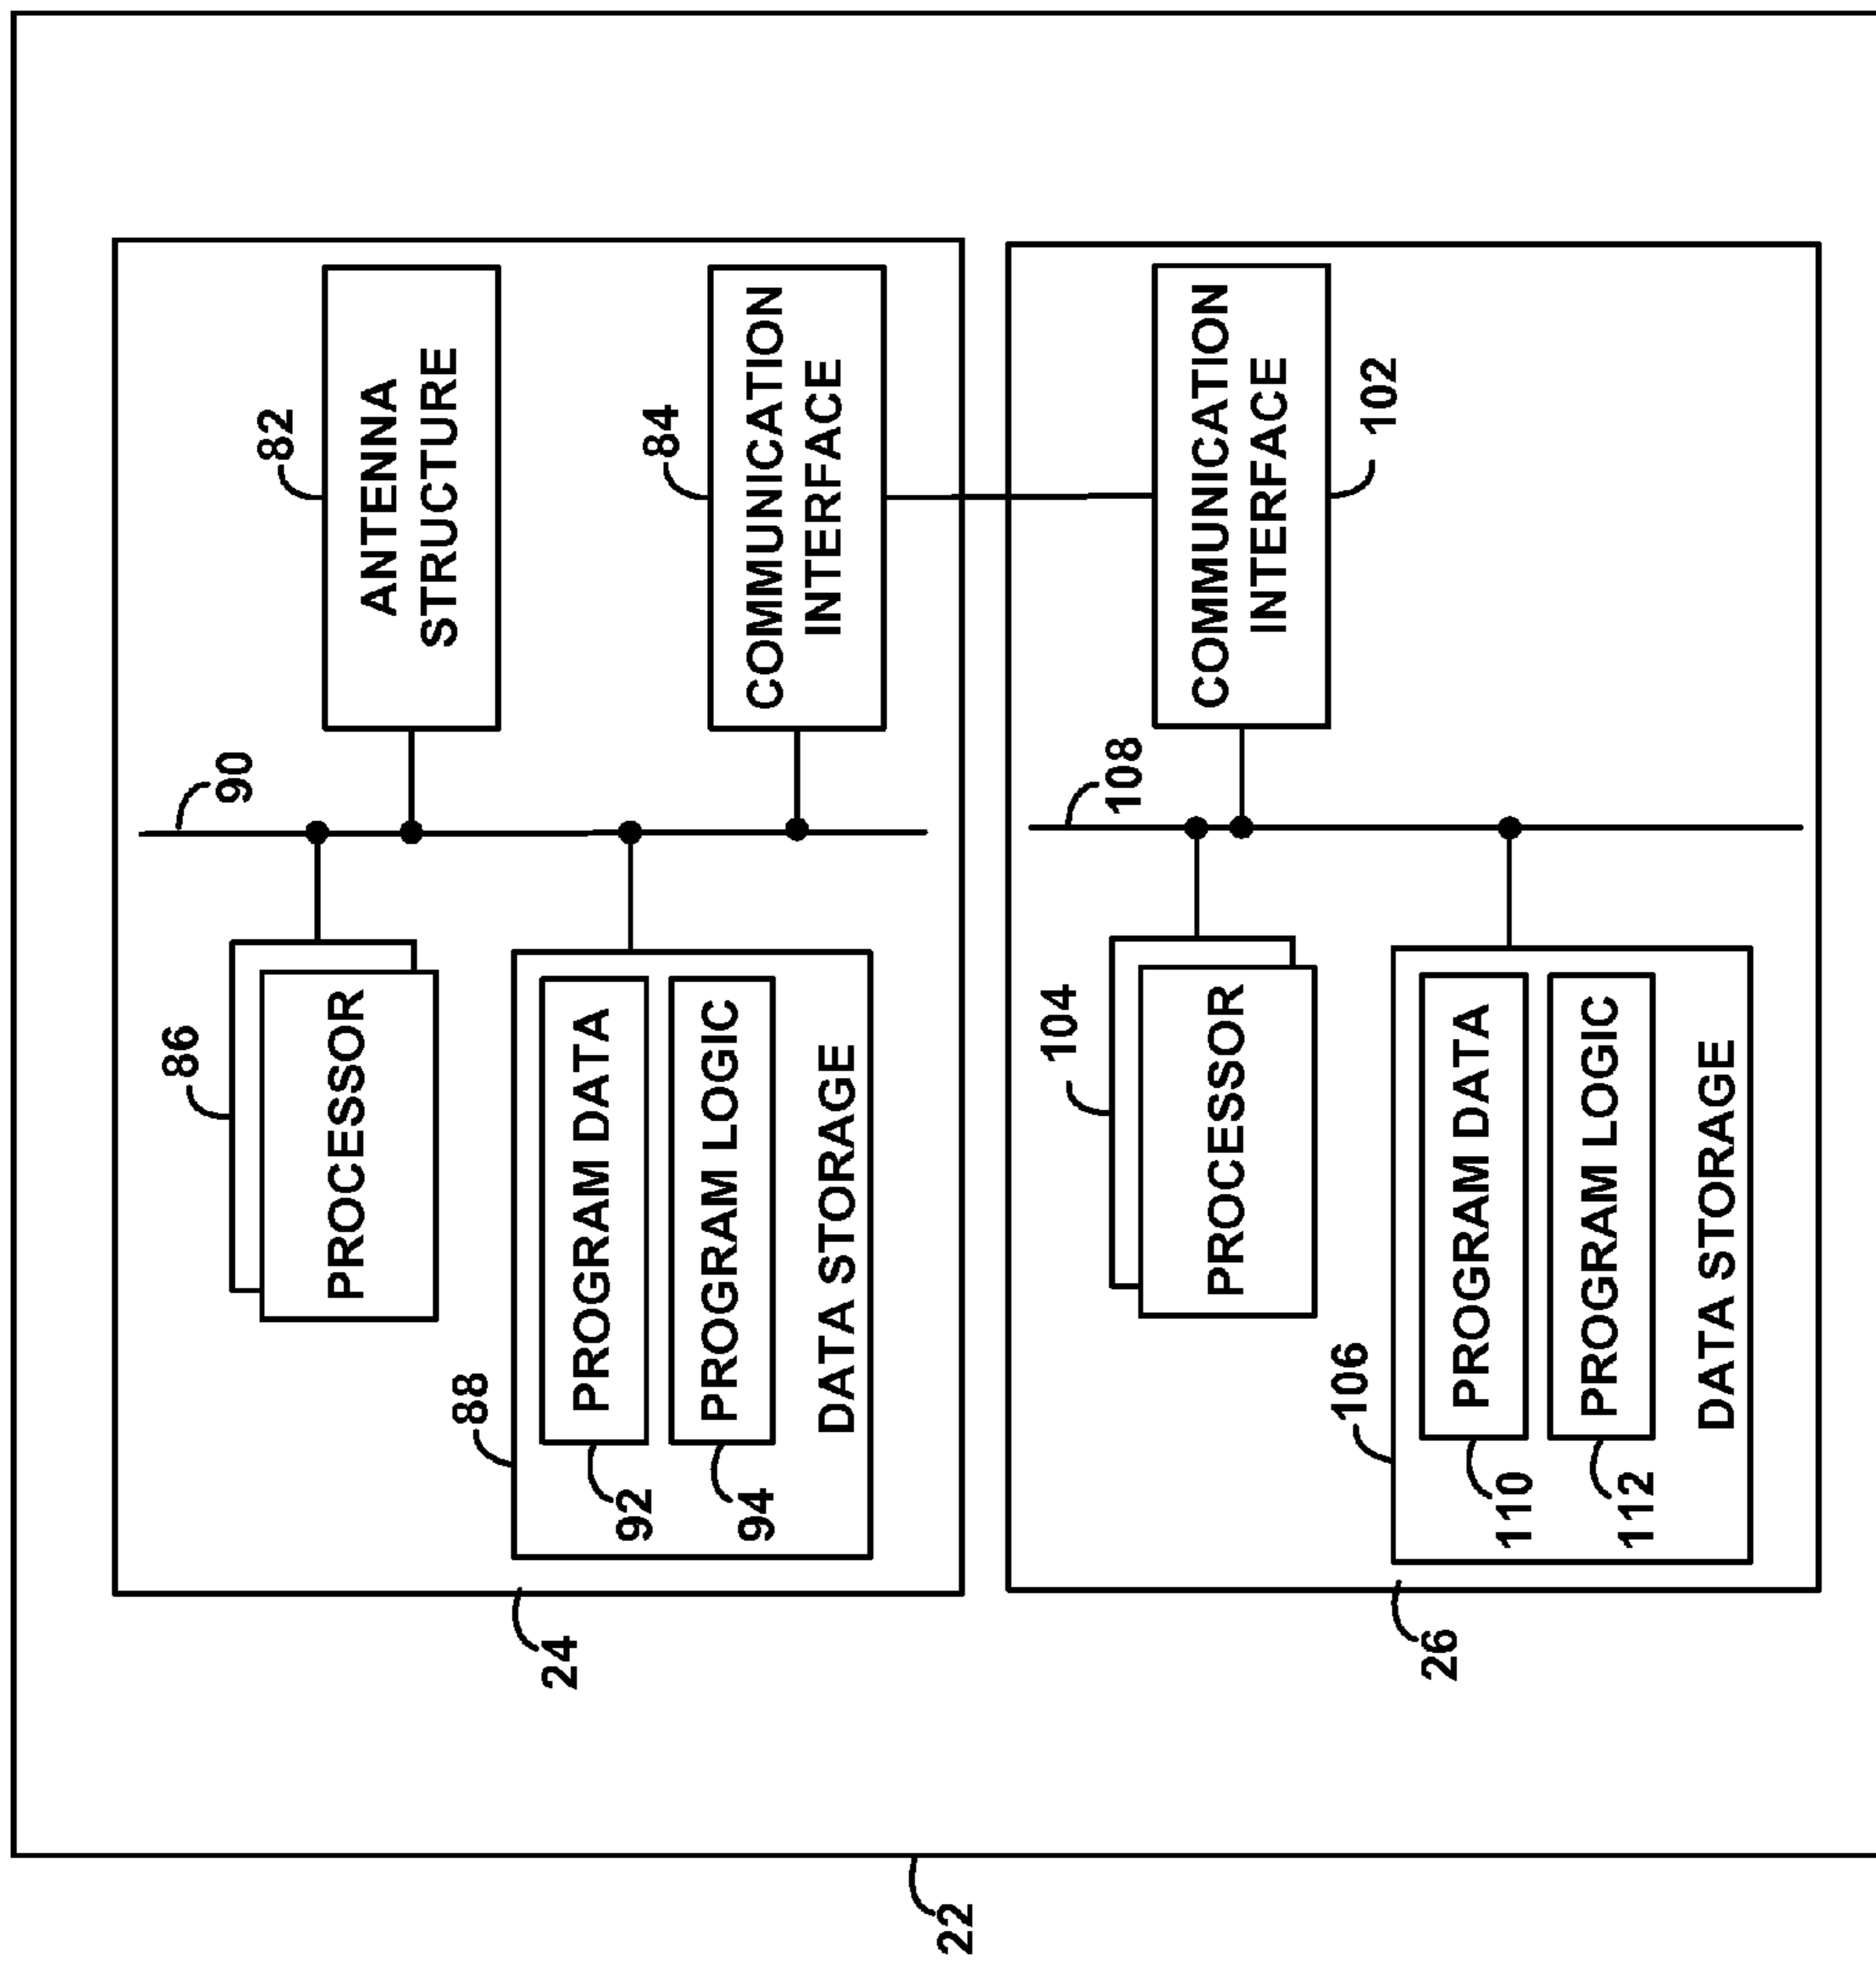 22
24
86
PROCESSOR
90
82
ANTENNA
STRUCTURE
88
92
PROGRAM DATA
94
PROGRAM LOGIC
DATA STORAGE
84
COMMUNICATION
INTERFACE
26
104
PROCESSOR
108
COMMUNICATION
INTERFACE
102
106
110
PROGRAM DATA
112
PROGRAM LOGIC
DATA STORAGE